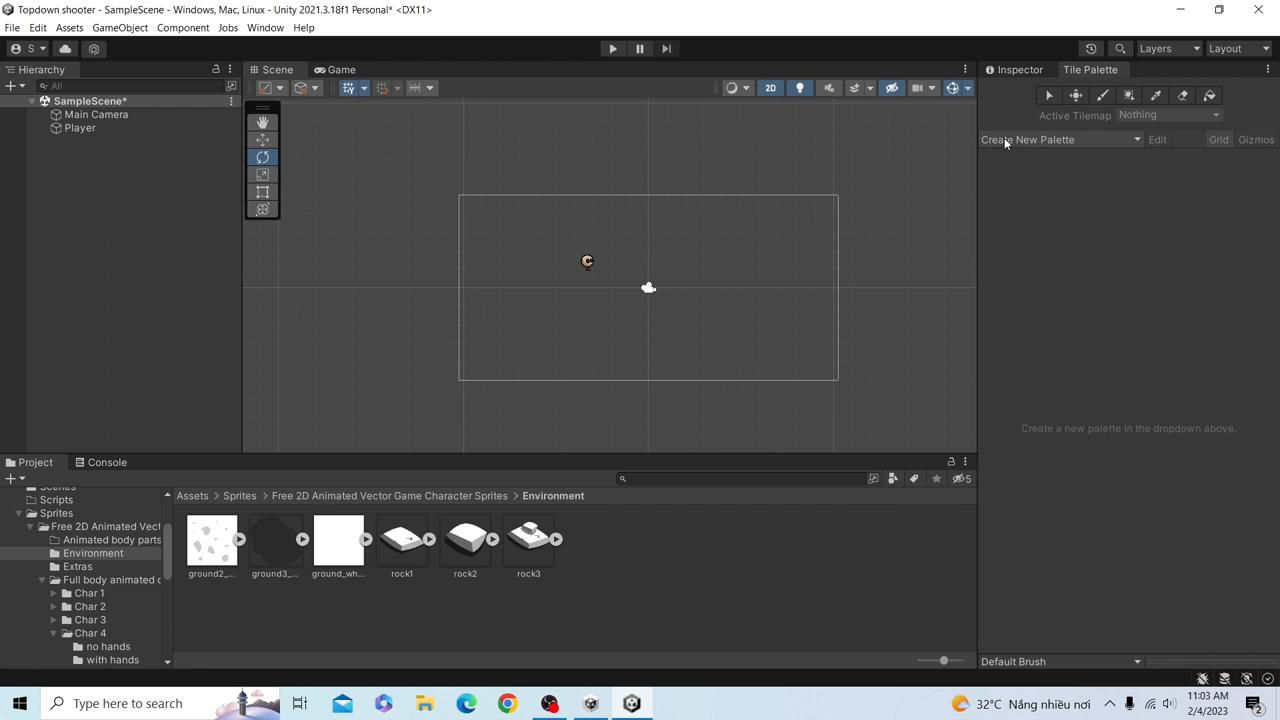 Topdown shooter - SampleScene - Windows, Mac, Linux - Unity 2021.3.18f1 Personal* <DX11>
File Edit Assets GameObject Component Jobs Window Help
S Layers Layout
Hierarchy Scene Game Inspector Tile Palette
All 2D
SampleScene*
Main Camera
Player
Active Tilemap Nothing
Create New Palette Edit Grid Gizmos
Create a new palette in the dropdown above.
Project Console
5
Scenes
Scripts
Sprites
Free 2D Animated Vect
Animated body parts
Environment
Extras
Full body animated c
Char 1
Char 2
Char 3
Char 4
no hands
with hands
Assets Sprites Free 2D Animated Vector Game Character Sprites Environment
ground2_... ground3_... ground_wh... rock1 rock2 rock3
Default Brush
Type here to search
32°C Nắng nhiều nơi
11:03 AM
2/4/2023
2